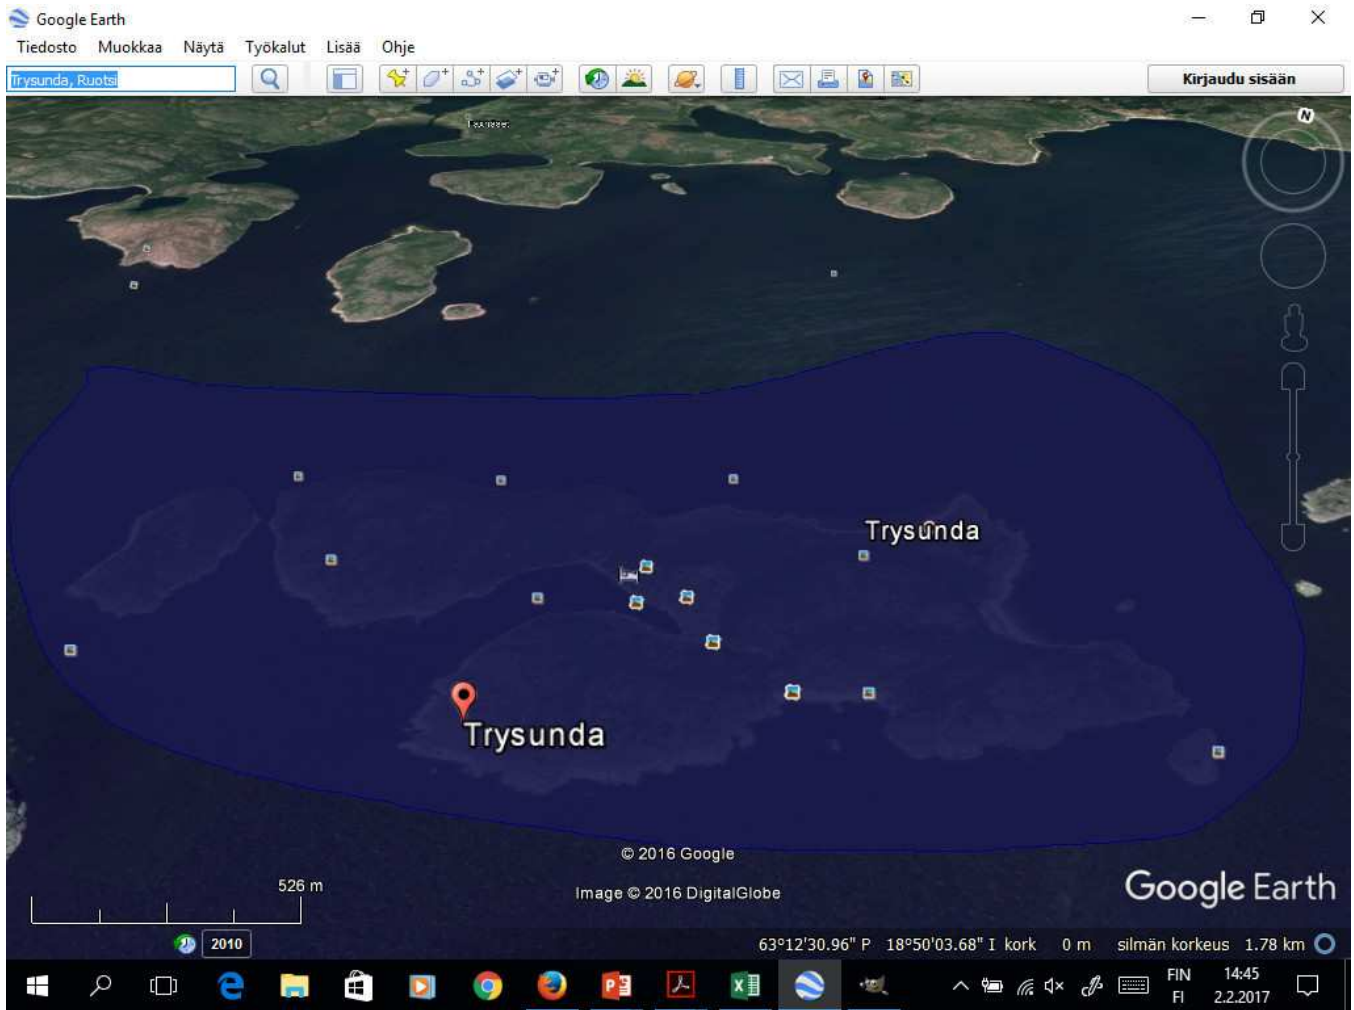 Google Earth
Tiedosto Muokkaa Näytä Työkalut Lisää Ohje
Trysunda, Ruotsi
Kirjaudu sisään
N
Trysunda
Trysunda
© 2016 Google
526 m
Image © 2016 DigitalGlobe
Google Earth
2010
63°12'30.96" P 18°50'03.68" I kork 0 m silmän korkeus 1.78 km
FIN
14:45
FI
2.2.2017